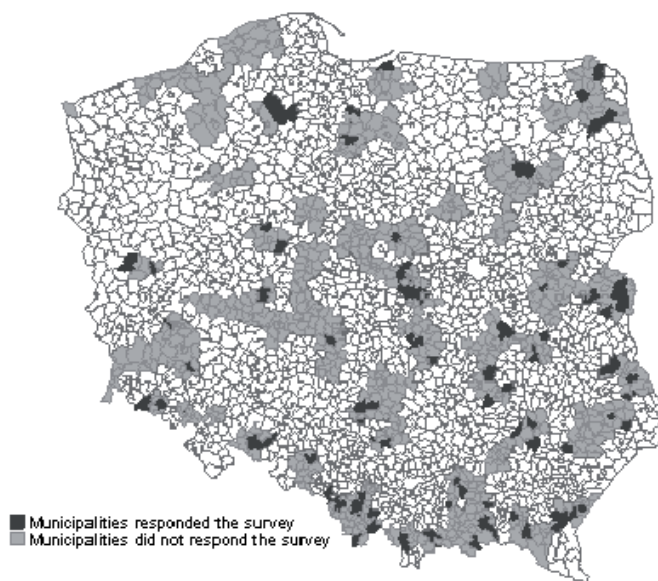 Municipalities responded the survey
Municipalities did not respond the survey